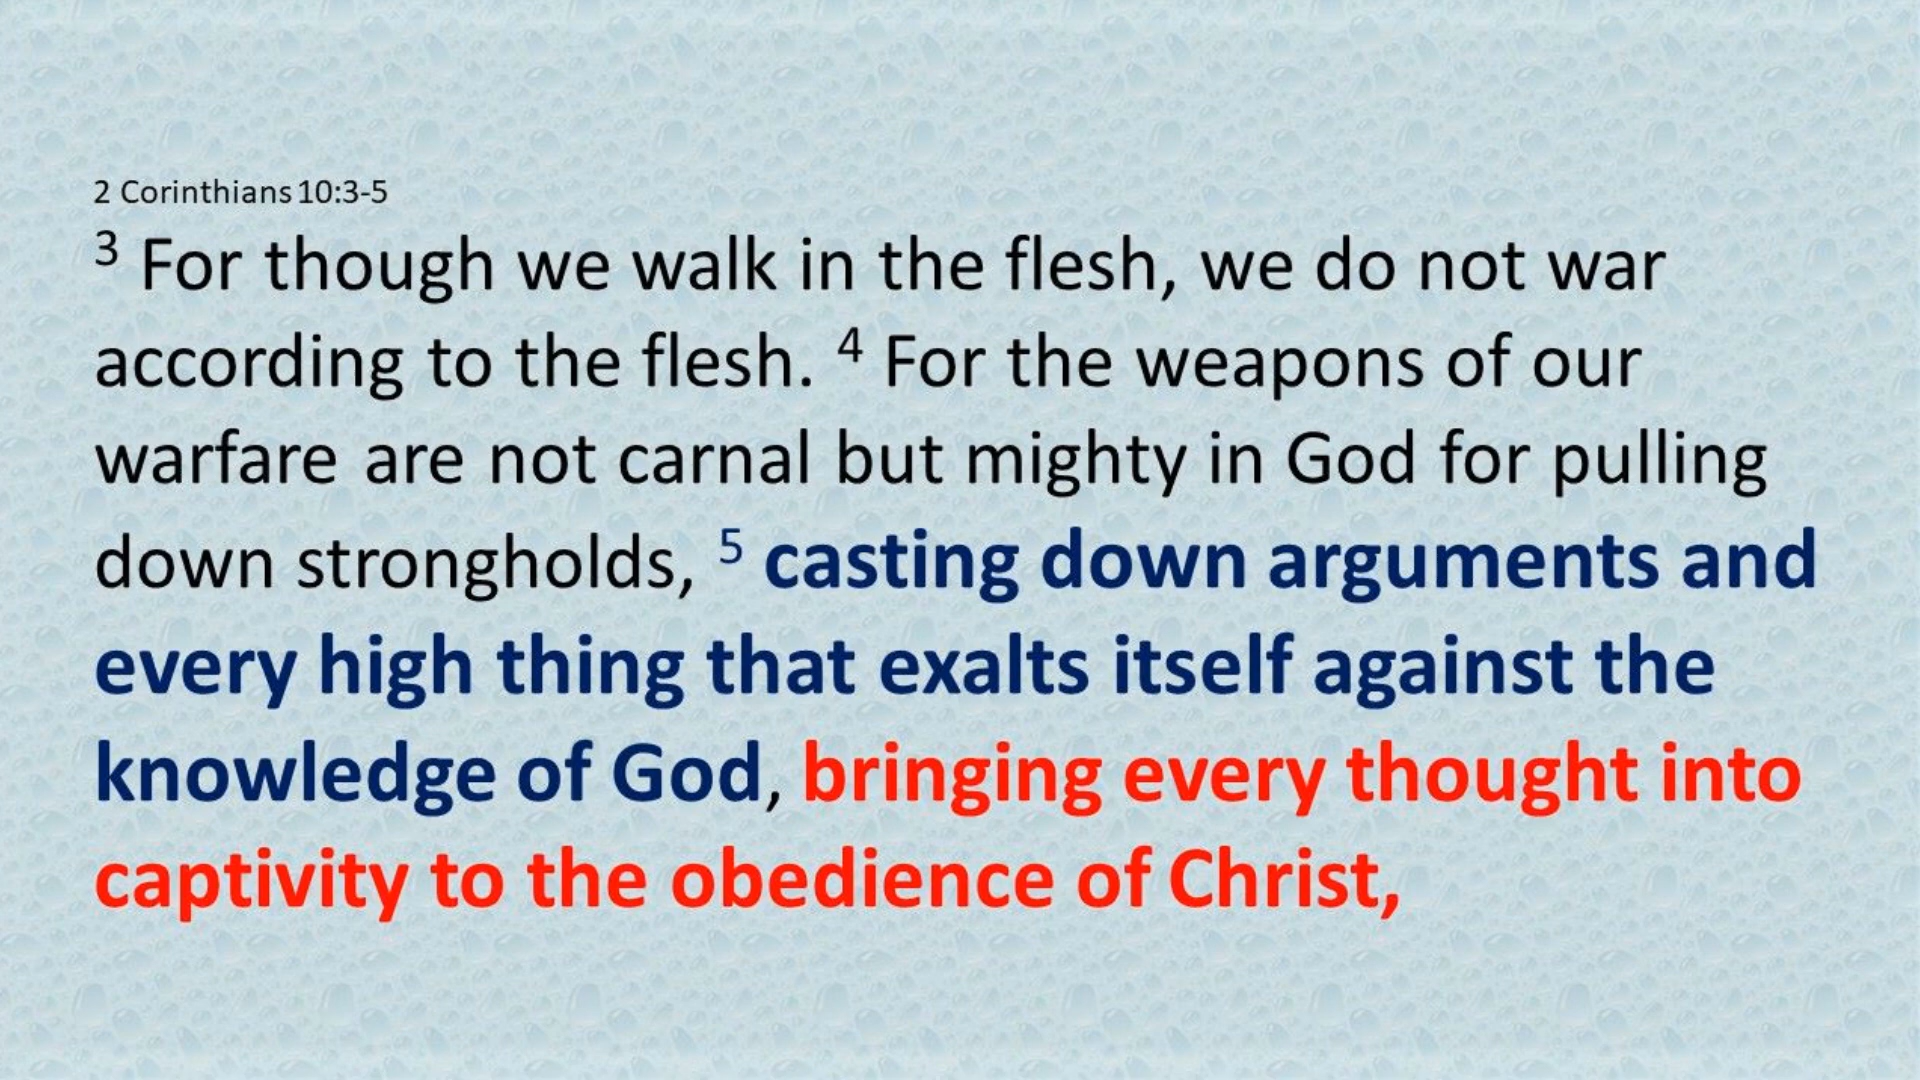 2 Corinthians 10:3-5
3 For though we walk in the flesh, we do not war
according to the flesh. 4 For the weapons of our
warfare are not carnal but mighty in God for pulling
down strongholds, 5 casting down arguments and
every high thing that exalts itself against the
knowledge of God, bringing every thought into
captivity to the obedience of Christ,